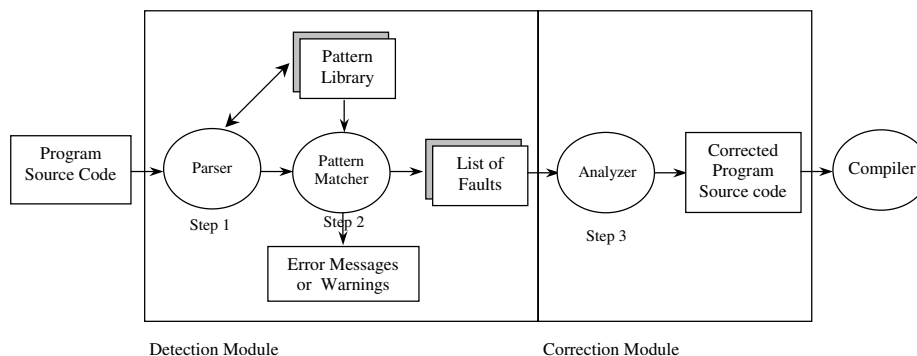 Pattern
Library
Program
Source Code
Parser
Pattern
Matcher
List of
Faults
Analyzer
Corrected
Program
Source code
Compiler
Step 1
Step 2
Step 3
Error Messages
or Warnings
Detection Module
Correction Module